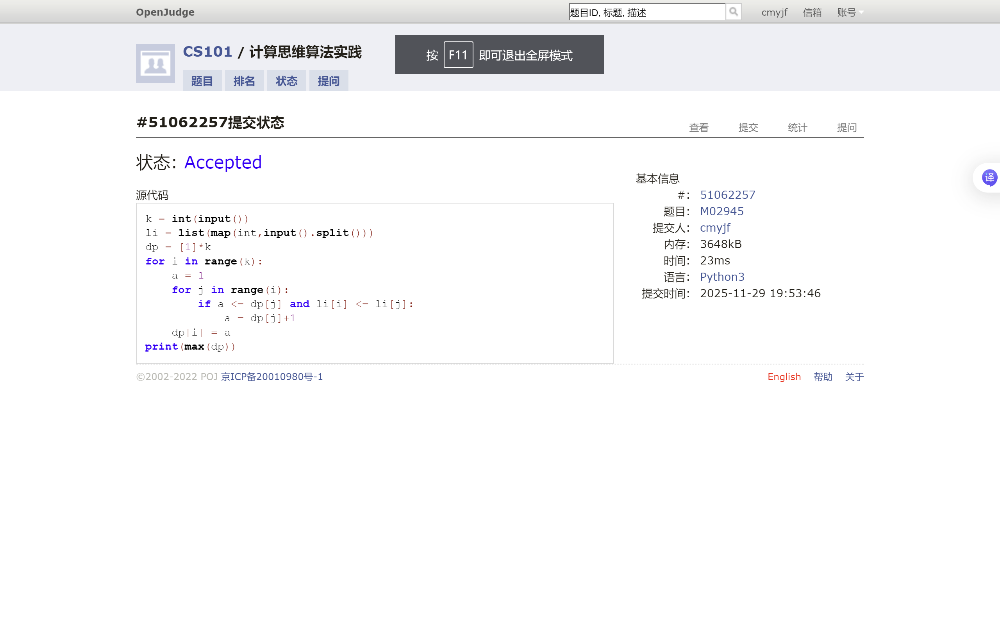 OpenJudge
题目ID, 标题, 描述
cmyjf 信箱 账号
CS101 / 计算思维算法实践
按 F11 即可退出全屏模式
题目 排名 状态 提问
#51062257提交状态
查看 提交 统计 提问
状态: Accepted
译
基本信息
源代码
#: 51062257
题目: M02945
提交人: cmyjf
内存: 3648kB
时间: 23ms
语言: Python3
提交时间: 2025-11-29 19:53:46
k = int(input())
li = list(map(int,input().split()))
dp = [1]*k
for i in range(k):
    a = 1
    for j in range(i):
        if a <= dp[j] and li[i] <= li[j]:
            a = dp[j]+1
    dp[i] = a
print(max(dp))
©2002-2022 POJ 京ICP备20010980号-1
English 帮助 关于